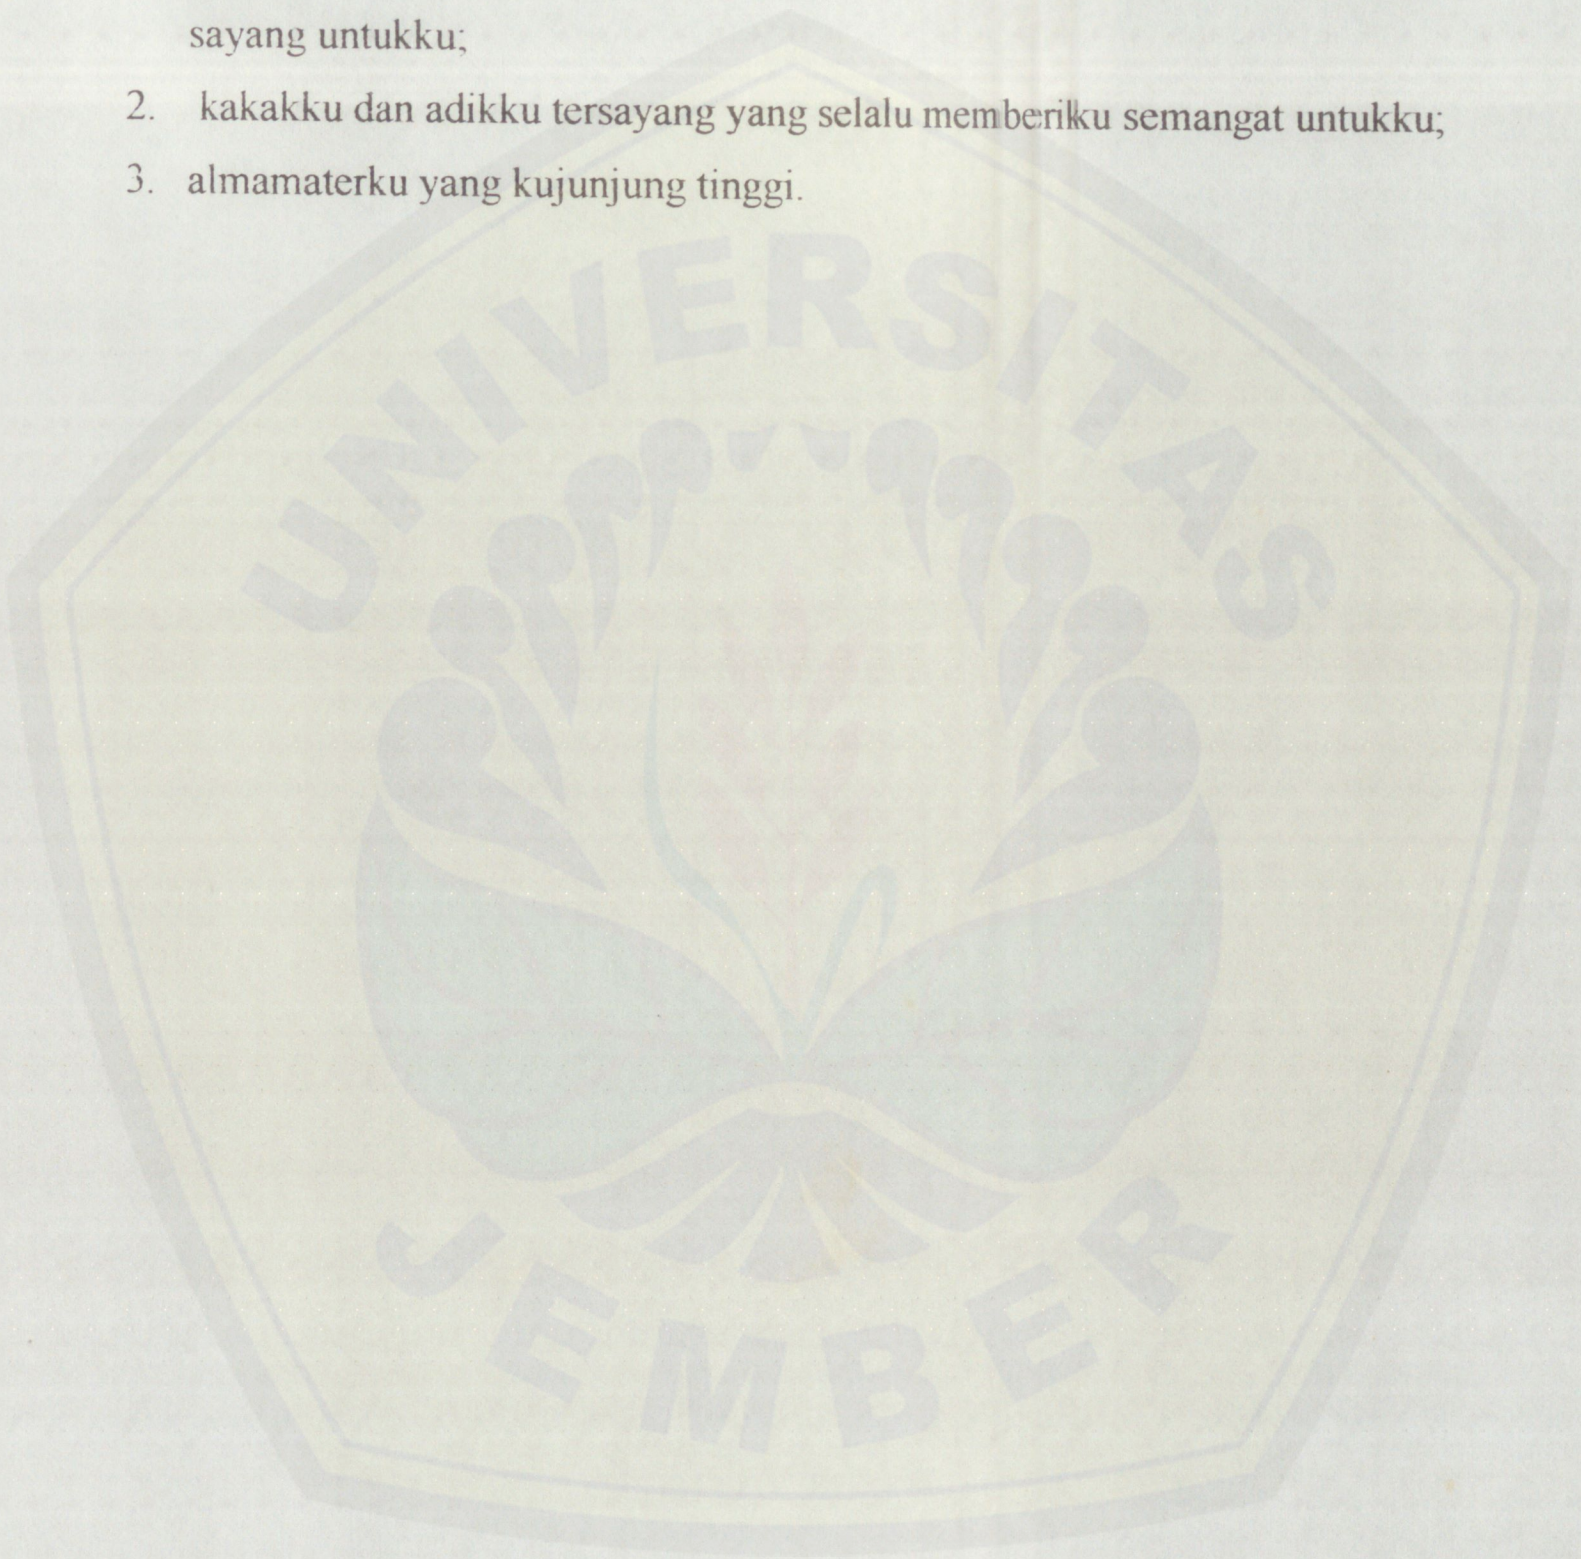 sayang untukku;
2. kakakku dan adikku tersayang yang selalu memberiku semangat untukku;
3. almamaterku yang kujunjung tinggi.
UNIVERSITAS
JEMBER